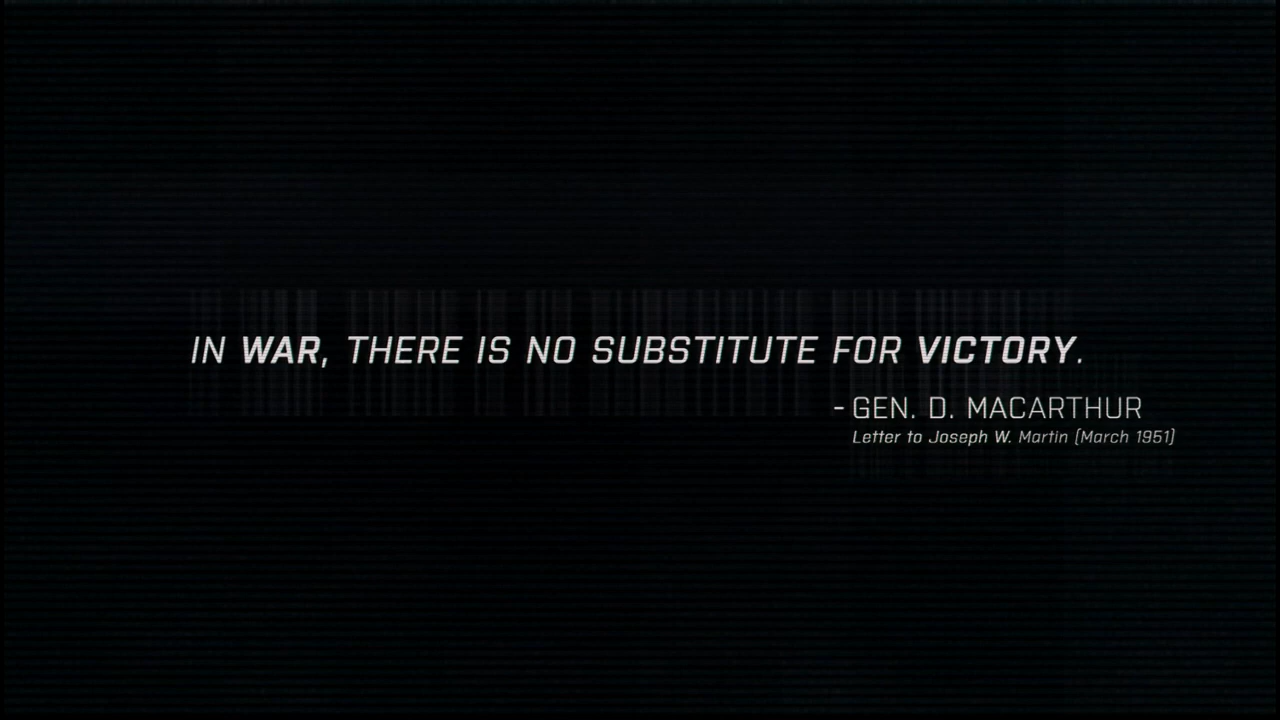 IN WAR, THERE IS NO SUBSTITUTE FOR VICTORY.
- GEN. D. MACARTHUR
Letter to Joseph W. Martin (March 1951)